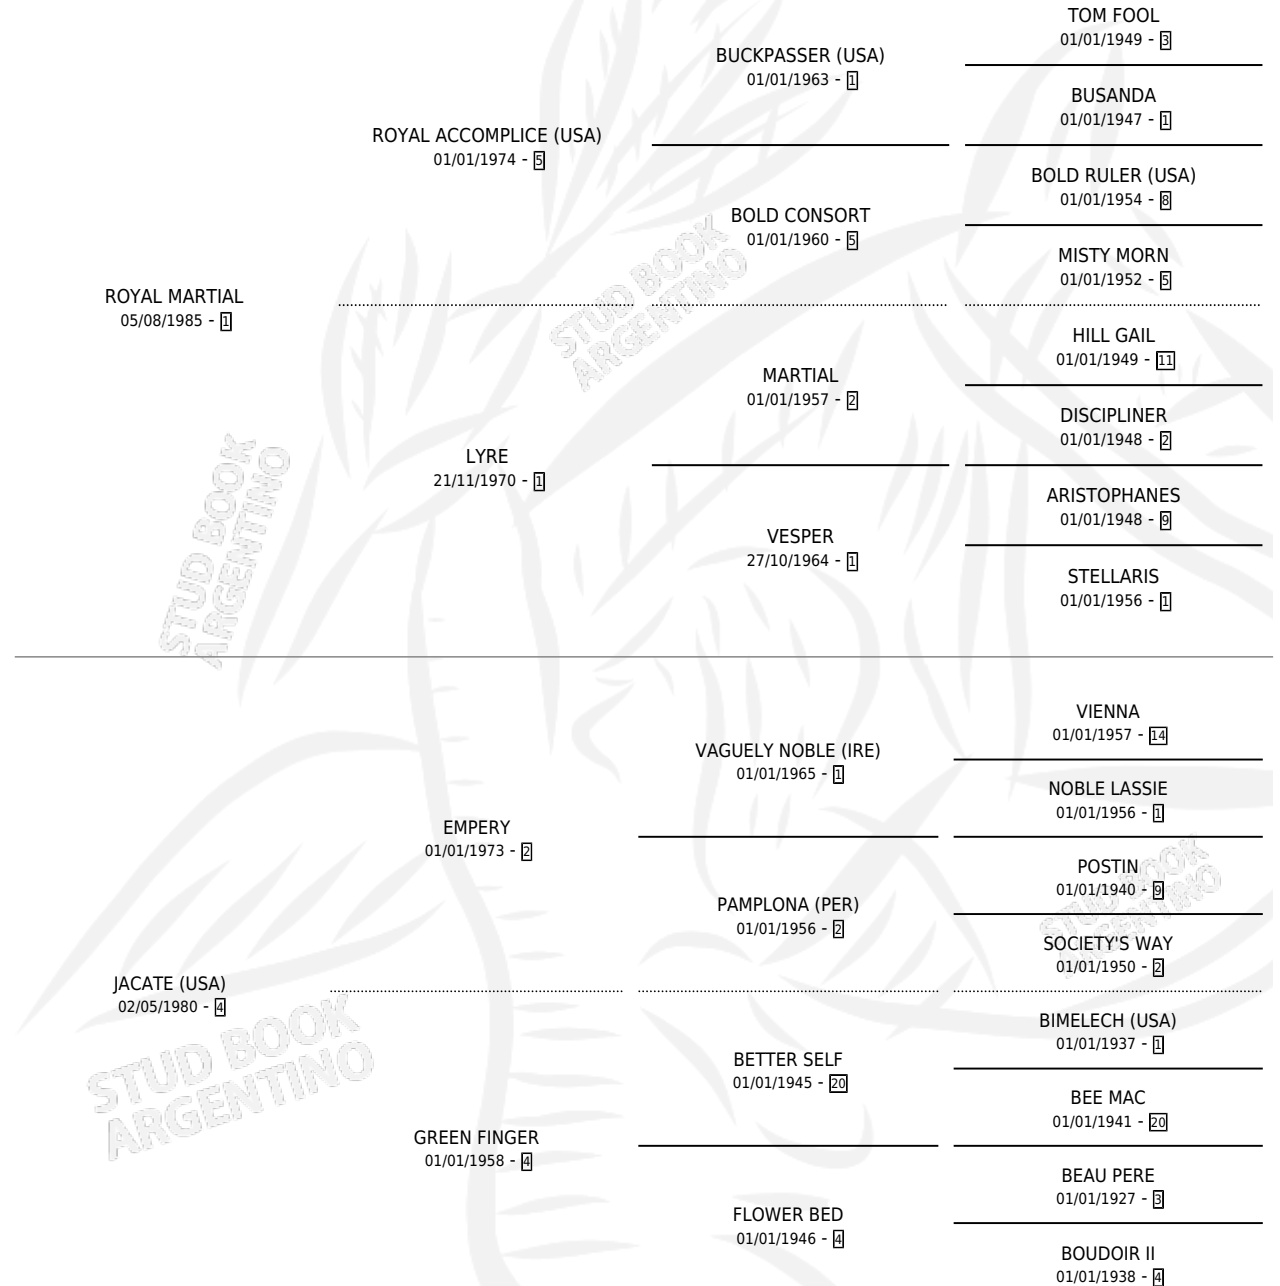 TOM FOOL
01/01/1949 - 3
BUCKPASSER (USA)
01/01/1963 - 1
BUSANDA
01/01/1947 - 1
ROYAL ACCOMPLICE (USA)
01/01/1974 - 5
BOLD RULER (USA)
01/01/1954 - 8
BOLD CONSORT
01/01/1960 - 5
MISTY MORN
01/01/1952 - 5
ROYAL MARTIAL
05/08/1985 - 1
HILL GAIL
01/01/1949 - 11
MARTIAL
01/01/1957 - 2
DISCIPLINER
01/01/1948 - 2
LYRE
21/11/1970 - 1
ARISTOPHANES
01/01/1948 - 9
VESPER
27/10/1964 - 1
STELLARIS
01/01/1956 - 1
VIENNA
01/01/1957 - 14
VAGUELY NOBLE (IRE)
01/01/1965 - 1
NOBLE LASSIE
01/01/1956 - 1
EMPERY
01/01/1973 - 2
POSTIN
01/01/1940 - 9
PAMPLONA (PER)
01/01/1956 - 2
SOCIETY'S WAY
01/01/1950 - 2
JACATE (USA)
02/05/1980 - 4
BIMELECH (USA)
01/01/1937 - 1
BETTER SELF
01/01/1945 - 20
BEE MAC
01/01/1941 - 20
GREEN FINGER
01/01/1958 - 4
BEAU PERE
01/01/1927 - 3
FLOWER BED
01/01/1946 - 4
BOUDOIR II
01/01/1938 - 4
STUD BOOK
ARGENTINO
STUD BOOK
ARGENTINO
STUD BOOK
ARGENTINO
STUD BOOK
ARGENTINO